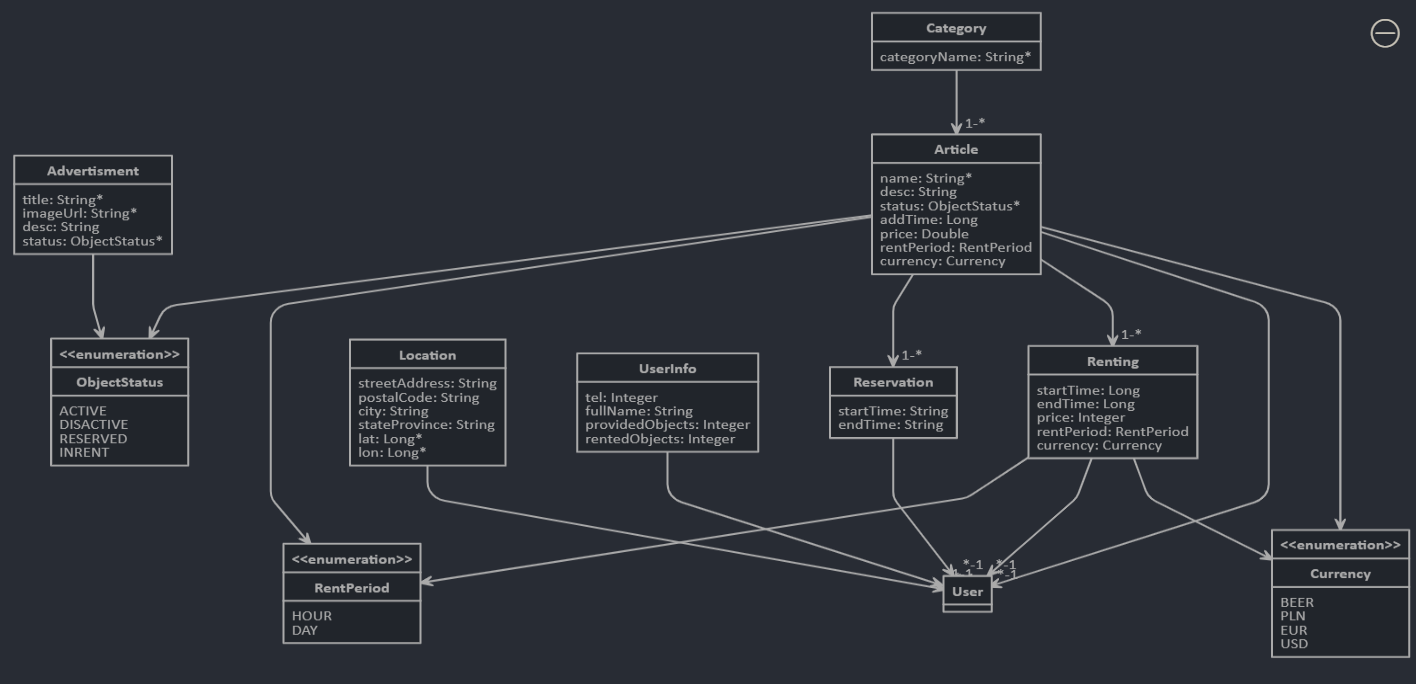 Category
categoryName: String*
1-*
Article
name: String*
desc: String
status: ObjectStatus*
addTime: Long
price: Double
rentPeriod: RentPeriod
currency: Currency
Advertisment
title: String*
imageUrl: String*
desc: String
status: ObjectStatus*
<<enumeration>>
ObjectStatus
ACTIVE
DISACTIVE
RESERVED
INRENT
Location
streetAddress: String
postalCode: String
city: String
stateProvince: String
lat: Long*
lon: Long*
UserInfo
tel: Integer
fullName: String
providedObjects: Integer
rentedObjects: Integer
1-*
Reservation
startTime: String
endTime: String
1-*
Renting
startTime: Long
endTime: Long
price: Integer
rentPeriod: RentPeriod
currency: Currency
<<enumeration>>
RentPeriod
HOUR
DAY
*-1
*-1
*-1
User
<<enumeration>>
Currency
BEER
PLN
EUR
USD